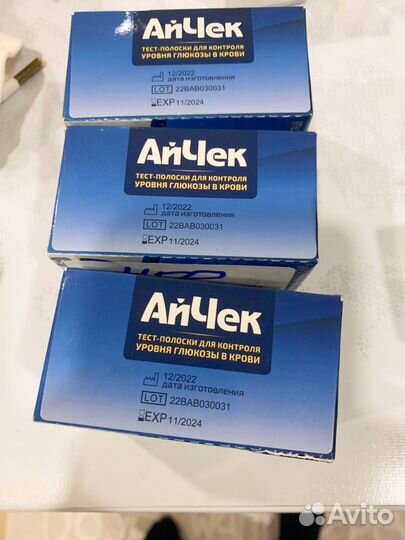 АйЧек
ТЕСТ-ПОЛОСКИ ДЛЯ КОНТРОЛЯ
УРОВНЯ ГЛЮКОЗЫ В КРОВИ
12/2022
дата изготовления
LOT 22BAB030031
EXP 11/2024
АйЧек
ТЕСТ-ПОЛОСКИ ДЛЯ КОНТРОЛЯ
УРОВНЯ ГЛЮКОЗЫ В КРОВИ
12/2022
дата изготовления
LOT 22BAB030031
EXP 11/2024
АйЧек
ТЕСТ-ПОЛОСКИ ДЛЯ КОНТРОЛЯ
УРОВНЯ ГЛЮКОЗЫ В КРОВИ
12/2022
дата изготовления
LOT 22BAB030031
EXP 11/2024
Avito